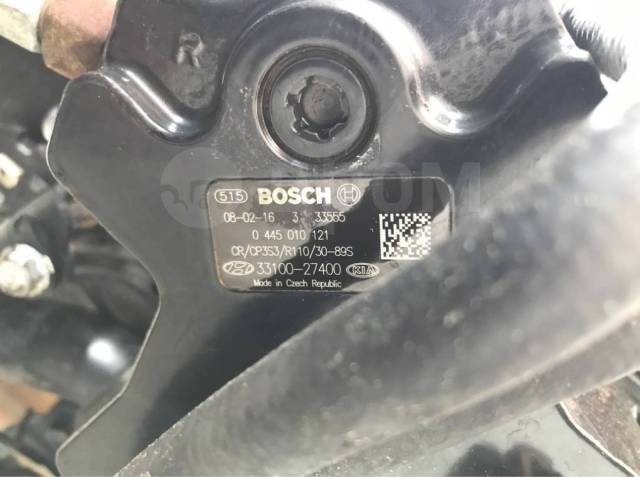 R
515 BOSCH
08-02-16 3 33565
0 445 010 121
CR/CP3S3/R110/30-89S
33100-27400 KIA
Made in Czech Republic